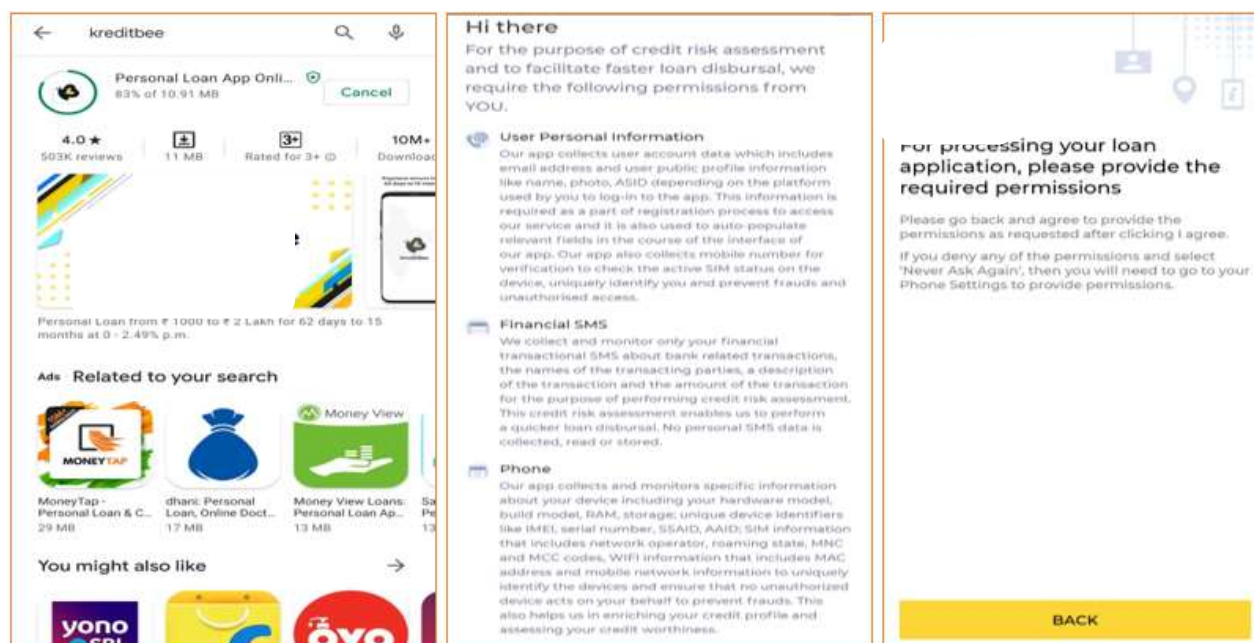 kreditbee
Personal Loan App Onli...
83% of 10.91 MB
Cancel
4.0 ★
503K reviews
11 MB
3+
Rated for 3+
10M+
Download
Personal Loan from ₹ 1000 to ₹ 2 Lakh for 62 days to 15
months at 0 - 2.49% p.m.
Ads · Related to your search
MONEYTAP
Money View
MoneyTap -
Personal Loan & C...
29 MB
dhani: Personal
Loan, Online Doct...
17 MB
Money View Loans:
Personal Loan Ap...
13 MB
Sa
Pe
13
You might also like
yono
SBI
OYO
Hi there
For the purpose of credit risk assessment
and to facilitate faster loan disbursal, we
require the following permissions from
YOU.
User Personal Information
Our app collects user account data which includes
email address and user public profile information
like name, photo, ASID depending on the platform
used by you to log-in to the app. This information is
required as a part of registration process to access
our service and it is also used to auto-populate
relevant fields in the course of the interface of
our app. Our app also collects mobile number for
verification to check the active SIM status on the
device, uniquely identify you and prevent frauds and
unauthorised access.
Financial SMS
We collect and monitor only your financial
transactional SMS about bank related transactions,
the names of the transacting parties, a description
of the transaction and the amount of the transaction
for the purpose of performing credit risk assessment.
This credit risk assessment enables us to perform
a quicker loan disbursal. No personal SMS data is
collected, read or stored.
Phone
Our app collects and monitors specific information
about your device including your hardware model,
build model, RAM, storage; unique device identifiers
like IMEI, serial number, SSAID, AAID; SIM information
that includes network operator, roaming state, MNC
and MCC codes, WIFI information that includes MAC
address and mobile network information to uniquely
identify the devices and ensure that no unauthorized
device acts on your behalf to prevent frauds. This
also helps us in enriching your credit profile and
assessing your credit worthiness.
For processing your loan
application, please provide the
required permissions
Please go back and agree to provide the
permissions as requested after clicking I agree.
If you deny any of the permissions and select
'Never Ask Again', then you will need to go to your
Phone Settings to provide permissions.
BACK